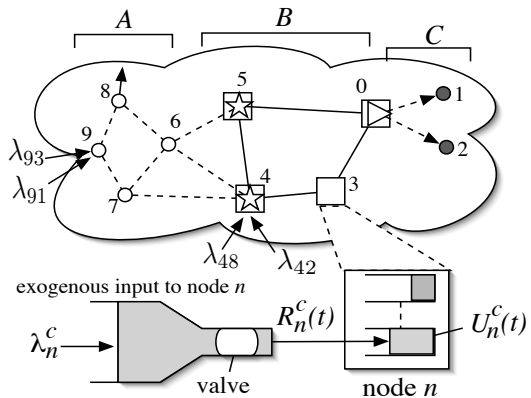 A B C
5
0
8
1
9
6
λ93
2
λ91
7
4
3
λ48
λ42
exogenous input to node n
λₙᶜ
Rₙᶜ(t)
Uₙᶜ(t)
valve
node n